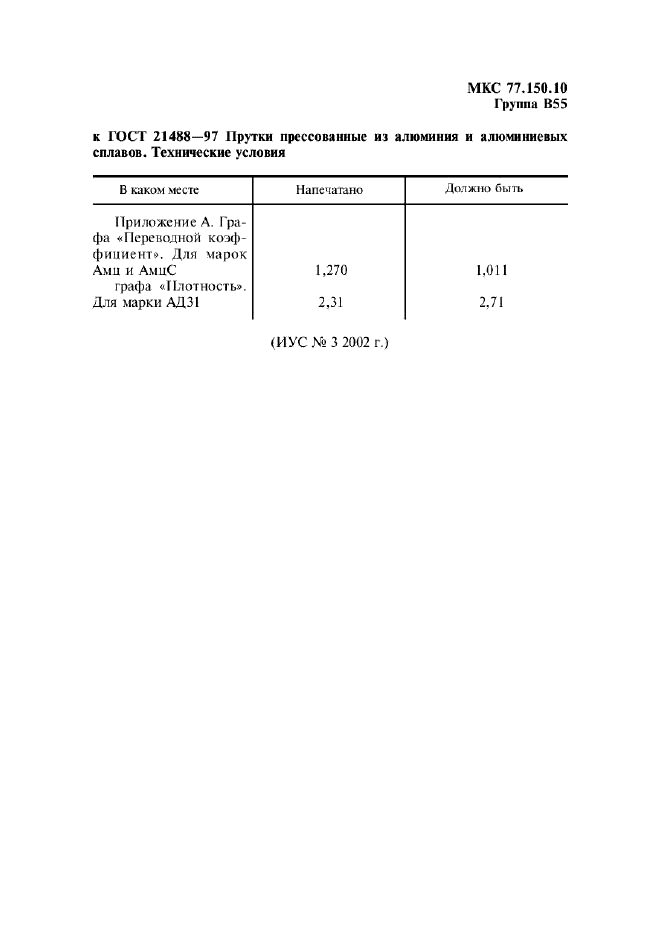 МКС 77.150.10
Группа В55
к ГОСТ 21488—97 Прутки прессованные из алюминия и алюминиевых
сплавов. Технические условия
В каком месте Напечатано Должно быть
Приложение А. Гра-
фа «Переводной коэф-
фициент». Для марок
Амц и АмцС 1,270 1,011
графа «Плотность».
Для марки АД31 2,31 2,71
(ИУС № 3 2002 г.)